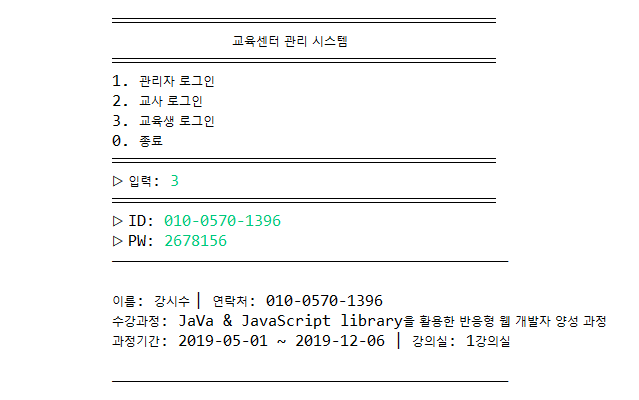 교육센터 관리 시스템
1. 관리자 로그인
2. 교사 로그인
3. 교육생 로그인
0. 종료
▷ 입력: 3
▷ ID: 010-0570-1396
▷ PW: 2678156
이름: 강시수 | 연락처: 010-0570-1396
수강과정: JaVa & JavaScript library을 활용한 반응형 웹 개발자 양성 과정
과정기간: 2019-05-01 ~ 2019-12-06 | 강의실: 1강의실